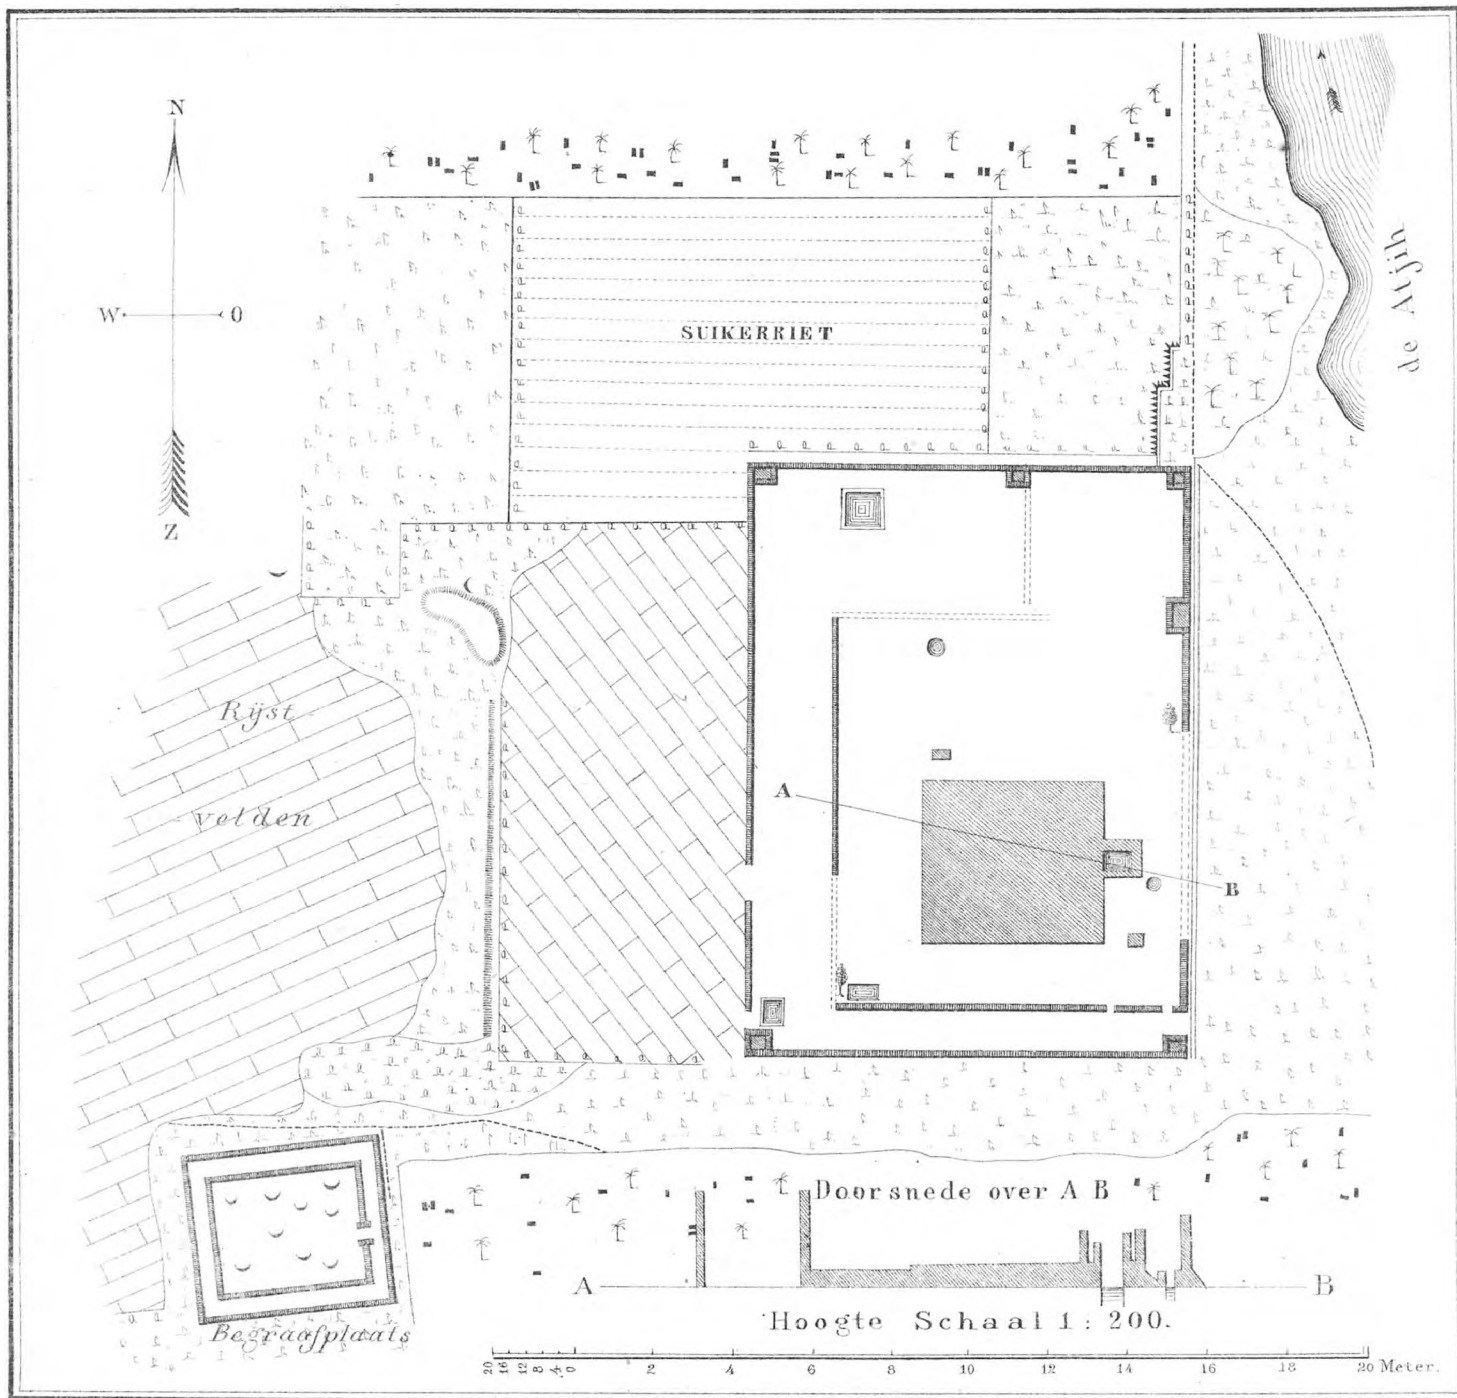 N
W
O
Z
SUIKERRIET
de Atjih
Rijst
velden
A
B
Doorsnede over A B
A
B
Hoogte Schaal 1 : 200.
Begraafplaats
20 16 12 8 4 0 2 4 6 8 10 12 14 16 18 20 Meter.